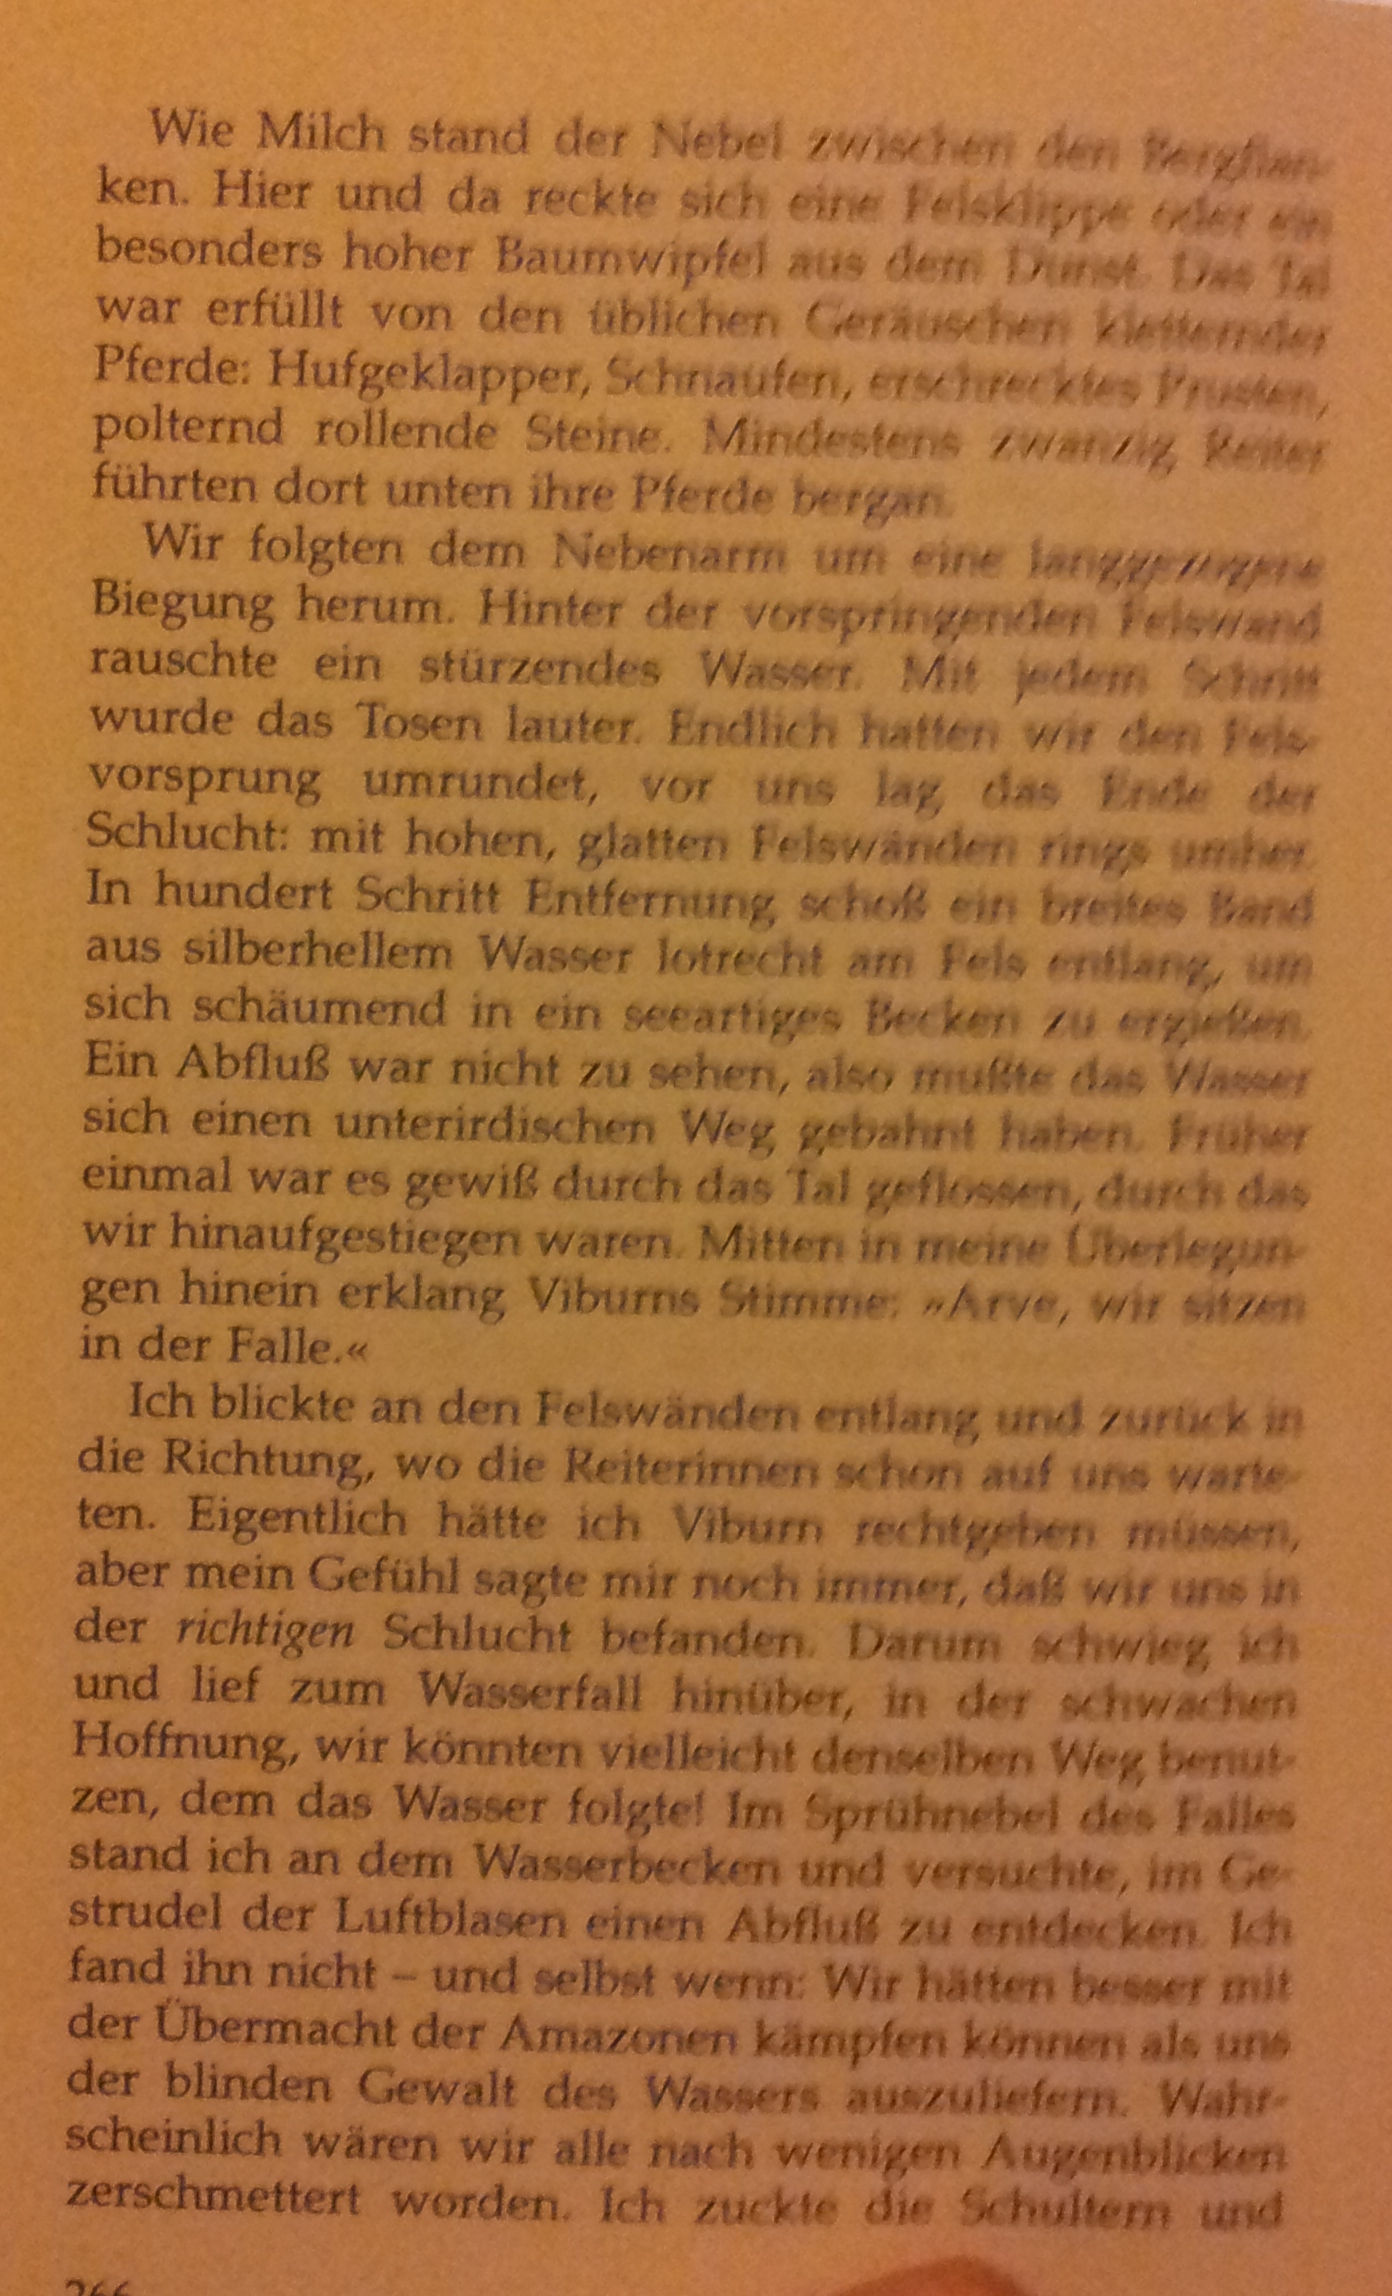 Wie Milch stand der Nebel zwischen den Bergflan-
ken. Hier und da reckte sich eine Felsklippe oder ein
besonders hoher Baumwipfel aus dem Dunst. Das Tal
war erfüllt von den üblichen Geräuschen kletternder
Pferde: Hufgeklapper, Schnaufen, erschrecktes Prusten,
polternd rollende Steine. Mindestens zwanzig Reiter
führten dort unten ihre Pferde bergan.
Wir folgten dem Nebenarm um eine langgezogene
Biegung herum. Hinter der vorspringenden Felswand
rauschte ein stürzendes Wasser. Mit jedem Schritt
wurde das Tosen lauter. Endlich hatten wir den Fels-
vorsprung umrundet, vor uns lag das Ende der
Schlucht: mit hohen, glatten Felswänden rings umher.
In hundert Schritt Entfernung schoß ein breites Band
aus silberhellem Wasser lotrecht am Fels entlang, um
sich schäumend in ein seeartiges Becken zu ergießen.
Ein Abfluß war nicht zu sehen, also mußte das Wasser
sich einen unterirdischen Weg gebahnt haben. Früher
einmal war es gewiß durch das Tal geflossen, durch das
wir hinaufgestiegen waren. Mitten in meine Überlegun-
gen hinein erklang Viburns Stimme: »Arve, wir sitzen
in der Falle.«
Ich blickte an den Felswänden entlang und zurück in
die Richtung, wo die Reiterinnen schon auf uns warte-
ten. Eigentlich hätte ich Viburn rechtgeben müssen,
aber mein Gefühl sagte mir noch immer, daß wir uns in
der richtigen Schlucht befanden. Darum schwieg ich
und lief zum Wasserfall hinüber, in der schwachen
Hoffnung, wir könnten vielleicht denselben Weg benut-
zen, dem das Wasser folgte! Im Sprühnebel des Falles
stand ich an dem Wasserbecken und versuchte, im Ge-
strudel der Luftblasen einen Abfluß zu entdecken. Ich
fand ihn nicht – und selbst wenn: Wir hätten besser mit
der Übermacht der Amazonen kämpfen können als uns
der blinden Gewalt des Wassers auszuliefern. Wahr-
scheinlich wären wir alle nach wenigen Augenblicken
zerschmettert worden. Ich zuckte die Schultern und
266